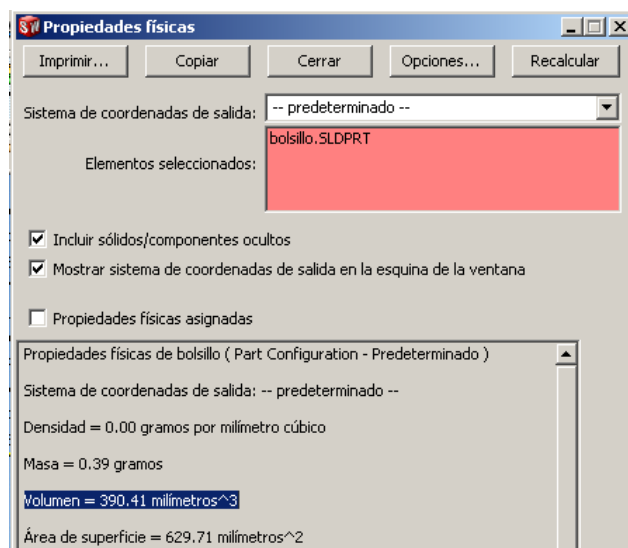 Propiedades físicas
Imprimir... Copiar Cerrar Opciones... Recalcular
Sistema de coordenadas de salida: -- predeterminado --
bolsillo.SLDPRT
Elementos seleccionados:
Incluir sólidos/componentes ocultos
Mostrar sistema de coordenadas de salida en la esquina de la ventana
Propiedades físicas asignadas
Propiedades físicas de bolsillo ( Part Configuration - Predeterminado )
Sistema de coordenadas de salida: -- predeterminado --
Densidad = 0.00 gramos por milímetro cúbico
Masa = 0.39 gramos
Volumen = 390.41 milímetros^3
Área de superficie = 629.71 milímetros^2